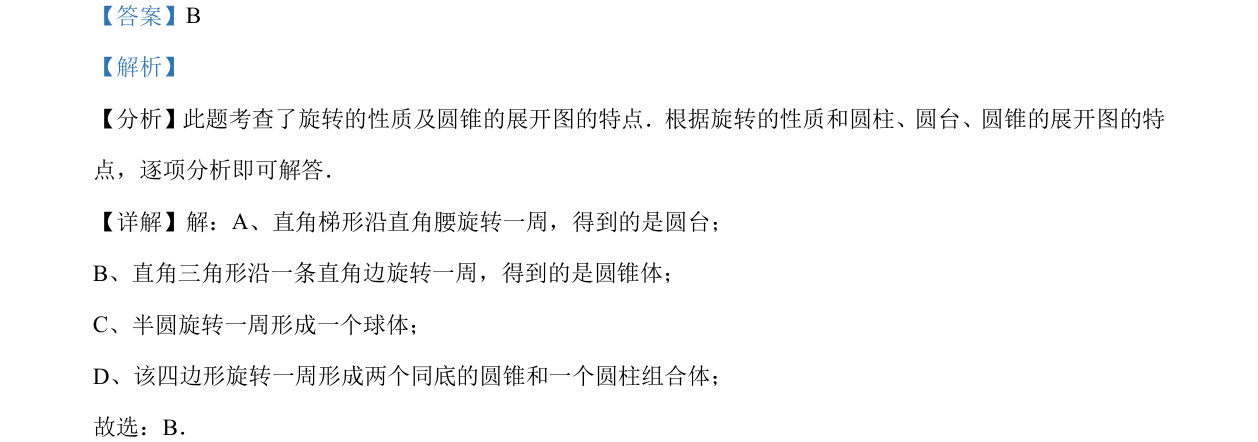 【答案】B
【解析】
【分析】此题考查了旋转的性质及圆锥的展开图的特点．根据旋转的性质和圆柱、圆台、圆锥的展开图的特
点，逐项分析即可解答．
【详解】解：A、直角梯形沿直角腰旋转一周，得到的是圆台；
B、直角三角形沿一条直角边旋转一周，得到的是圆锥体；
C、半圆旋转一周形成一个球体；
D、该四边形旋转一周形成两个同底的圆锥和一个圆柱组合体；
故选：B．